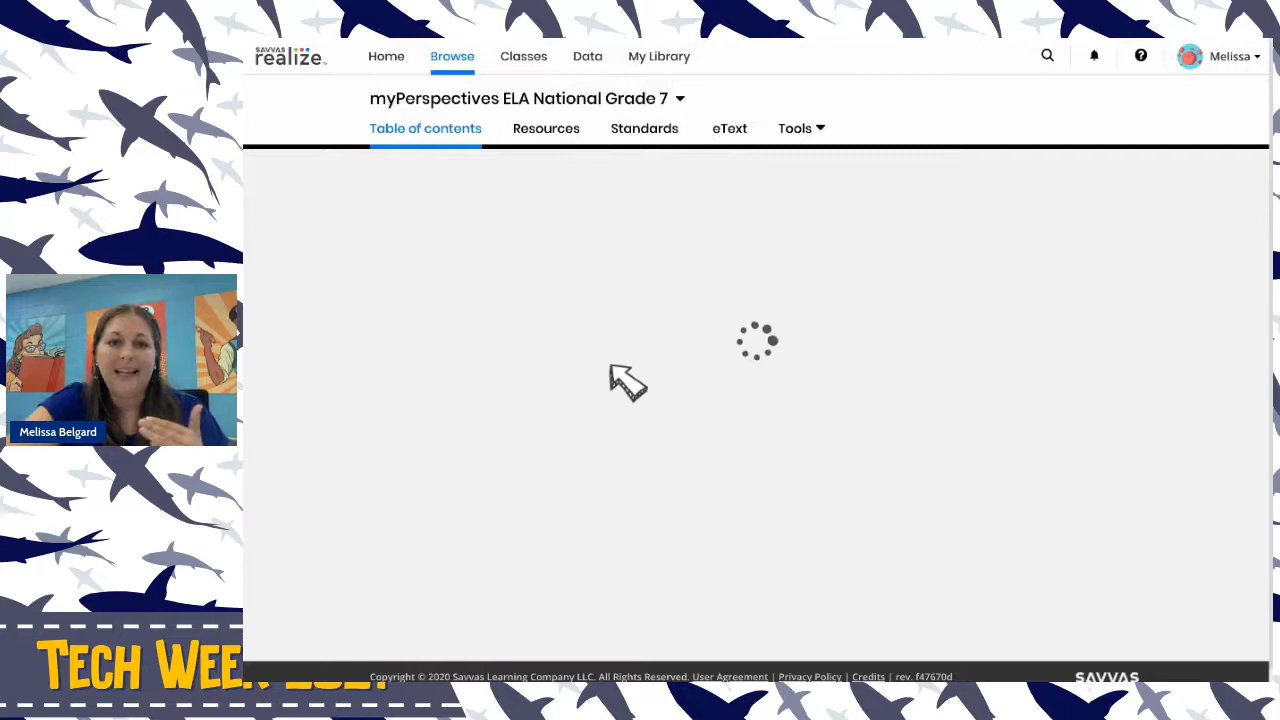 SAVVAS
realize.
Home Browse Classes Data My Library Melissa
myPerspectives ELA National Grade 7
Table of contents Resources Standards eText Tools
Melissa Belgard
TECH WEEK
Copyright © 2020 Savvas Learning Company LLC. All Rights Reserved. User Agreement | Privacy Policy | Credits | rev. f47670d
SAVVAS